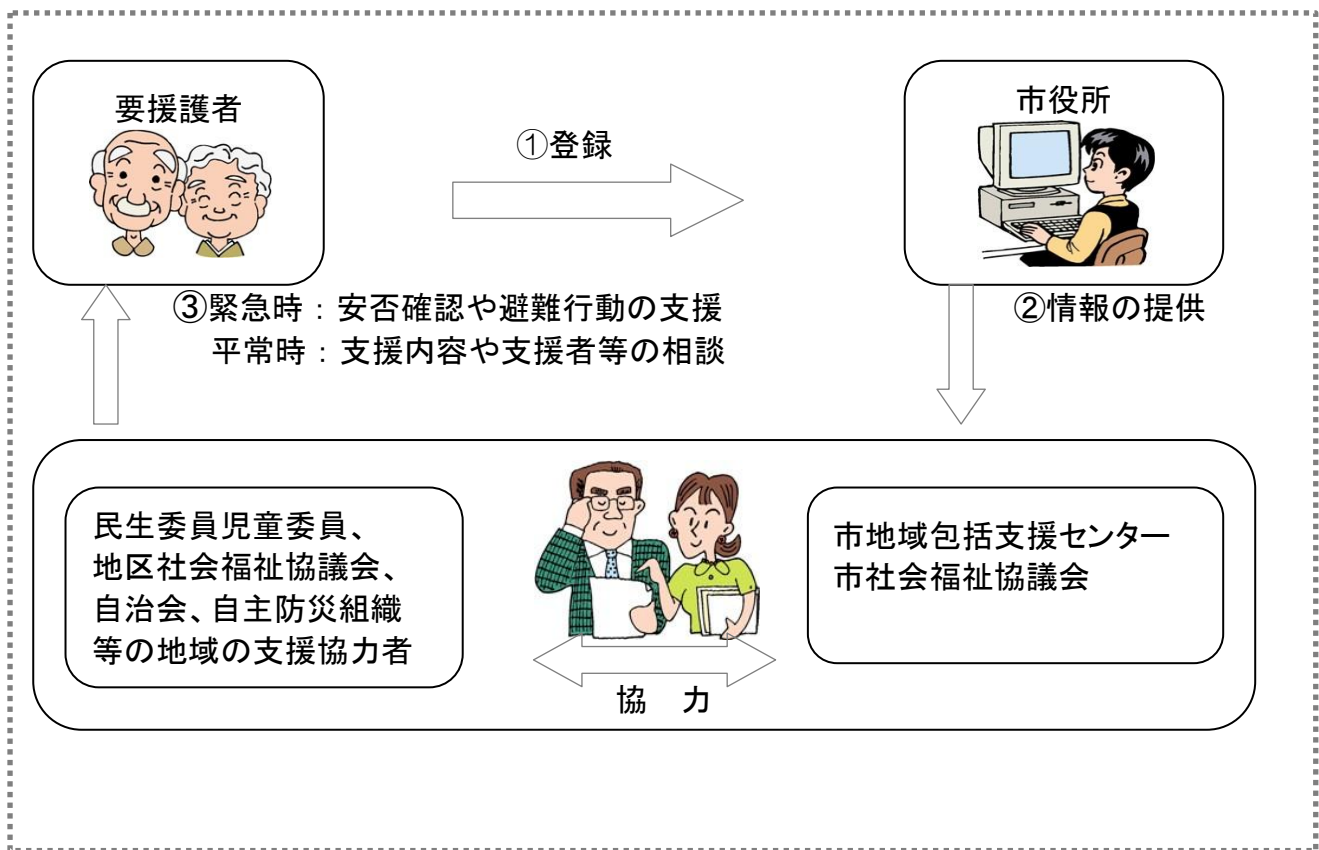 要援護者
市役所
①登録
③緊急時：安否確認や避難行動の支援
平常時：支援内容や支援者等の相談
②情報の提供
民生委員児童委員、
地区社会福祉協議会、
自治会、自主防災組織
等の地域の支援協力者
市地域包括支援センター
市社会福祉協議会
協　力